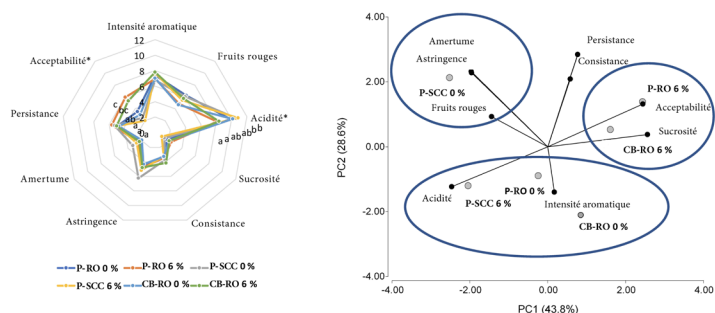 Intensité aromatique
12
10
8
6
4
2
Acceptabilité*
Fruits rouges
Persistance
Acidité*
c
bc
ab
a
a
ba
a a ab ab b b
Amertume
Sucrosité
Astringence
Consistance
P-RO 0 %
P-RO 6 %
P-SCC 0 %
P-SCC 6 %
CB-RO 0 %
CB-RO 6 %
4.00
2.00
0.00
-2.00
-4.00
PC2 (28.6%)
Amertume
Astringence
P-SCC 0 %
Fruits rouges
Persistance
Consistance
P-RO 6 %
Acceptabilité
Sucrosité
CB-RO 6 %
Acidité
P-RO 0 %
P-SCC 6 %
Intensité aromatique
CB-RO 0 %
-4.00
-2.00
0.00
2.00
4.00
PC1 (43.8%)